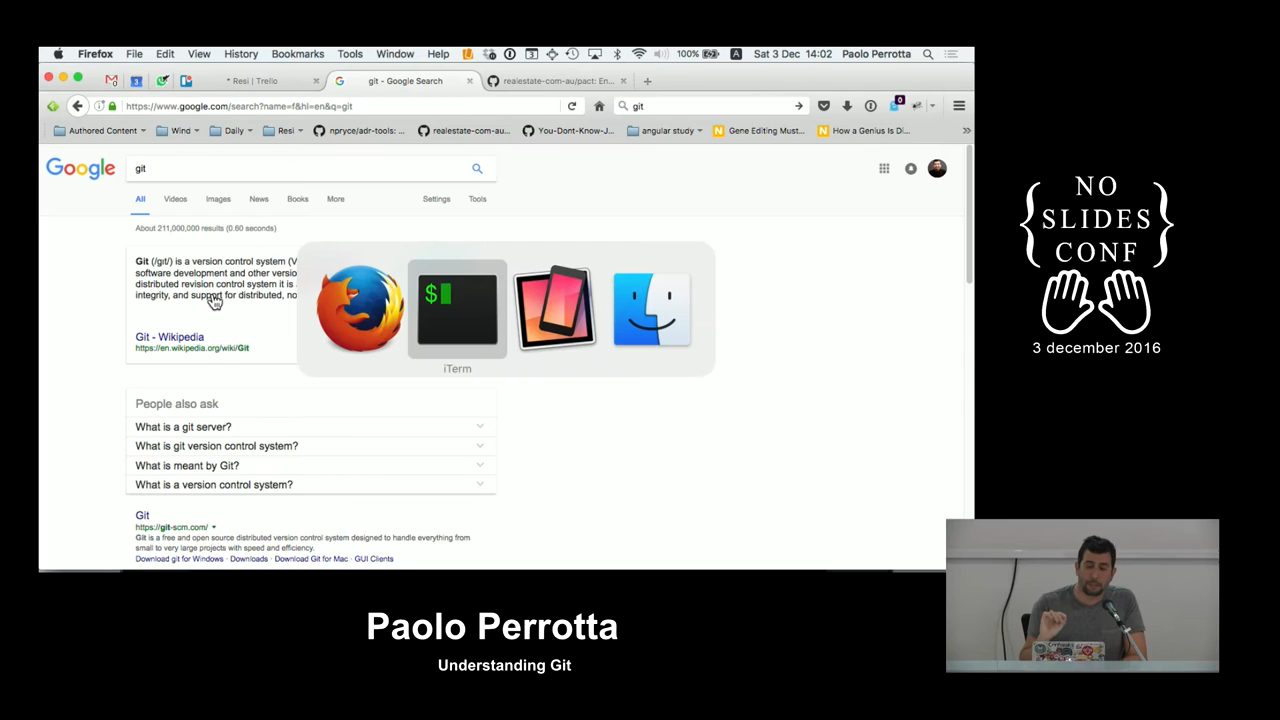 Firefox File Edit View History Bookmarks Tools Window Help 100% Sat 3 Dec 14:02 Paolo Perrotta
* Resi | Trello
git - Google Search
realestate-com-au/pact: En...
https://www.google.com/search?name=f&hl=en&q=git
git
0
Authored Content Wind Daily Resi npryce/adr-tools: ... realestate-com-au... You-Dont-Know-J... angular study Gene Editing Must... How a Genius Is Di...
Google
git
All Videos Images News Books More Settings Tools
About 211,000,000 results (0.60 seconds)
Git (/ɡɪt/) is a version control system (V
software development and other versio
distributed revision control system it is
integrity, and support for distributed, no
Git - Wikipedia
https://en.wikipedia.org/wiki/Git
$
iTerm
People also ask
What is a git server?
What is git version control system?
What is meant by Git?
What is a version control system?
Git
https://git-scm.com/
Git is a free and open source distributed version control system designed to handle everything from
small to very large projects with speed and efficiency.
Download git for Windows · Downloads · Download Git for Mac · GUI Clients
NO
SLIDES
CONF
3 december 2016
Paolo Perrotta
Understanding Git